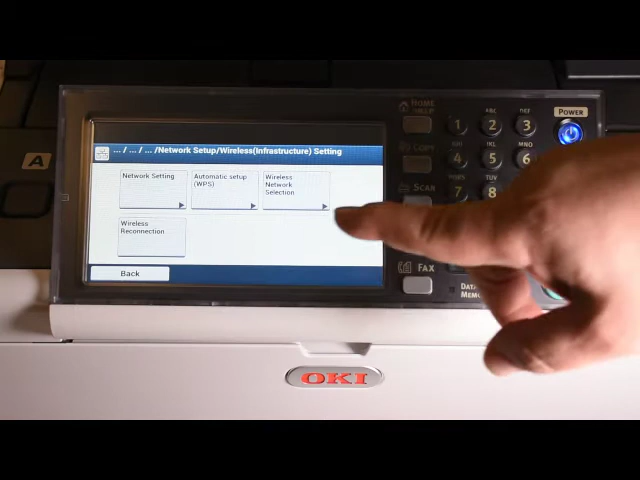 ... / ... / ... /Network Setup/Wireless(Infrastructure) Setting
Network Setting
Automatic setup
(WPS)
Wireless
Network
Selection
Wireless
Reconnection
Back
A
HOME
COPY
SCAN
FAX
DATA
ABC
DEF
1
2
3
GHI
JKL
MNO
4
5
6
TUV
7
8
POWER
OKI